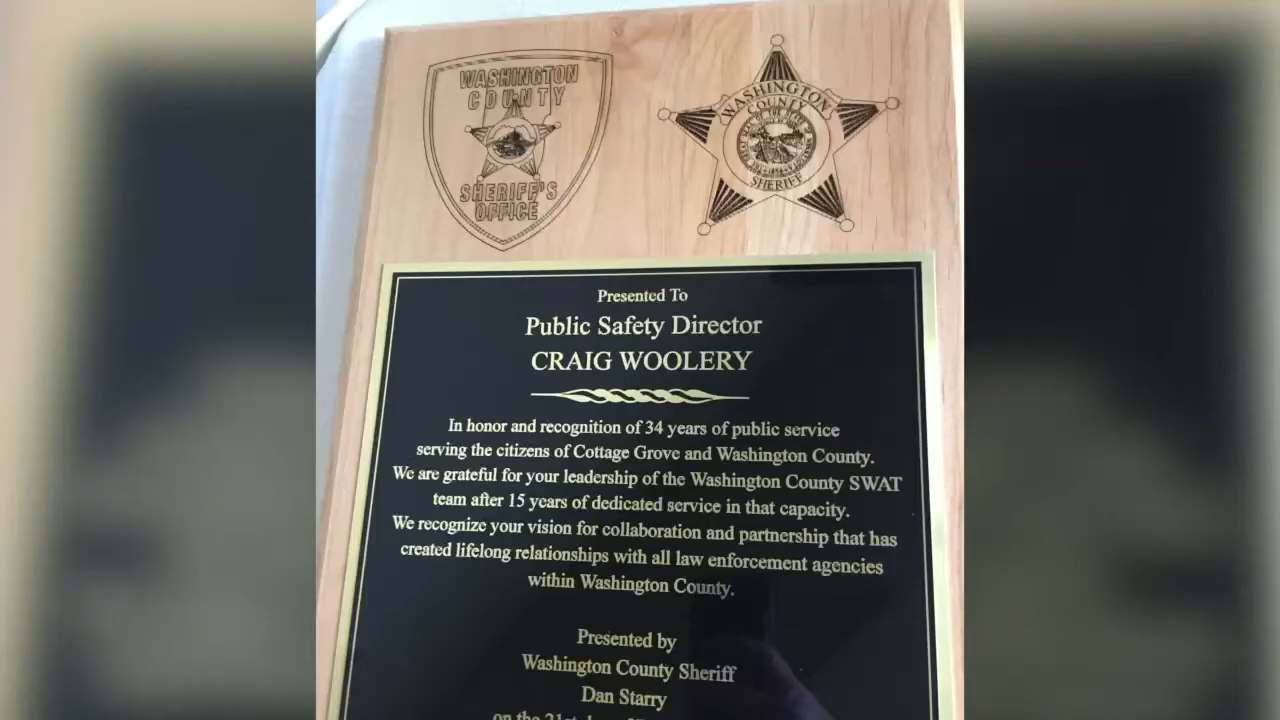 WASHINGTON
COUNTY
SHERIFF'S
OFFICE
WASHINGTON
COUNTY
SHERIFF
Presented To
Public Safety Director
CRAIG WOOLERY
In honor and recognition of 34 years of public service
serving the citizens of Cottage Grove and Washington County.
We are grateful for your leadership of the Washington County SWAT
team after 15 years of dedicated service in that capacity.
We recognize your vision for collaboration and partnership that has
created lifelong relationships with all law enforcement agencies
within Washington County.
Presented by
Washington County Sheriff
Dan Starry
on the 21st